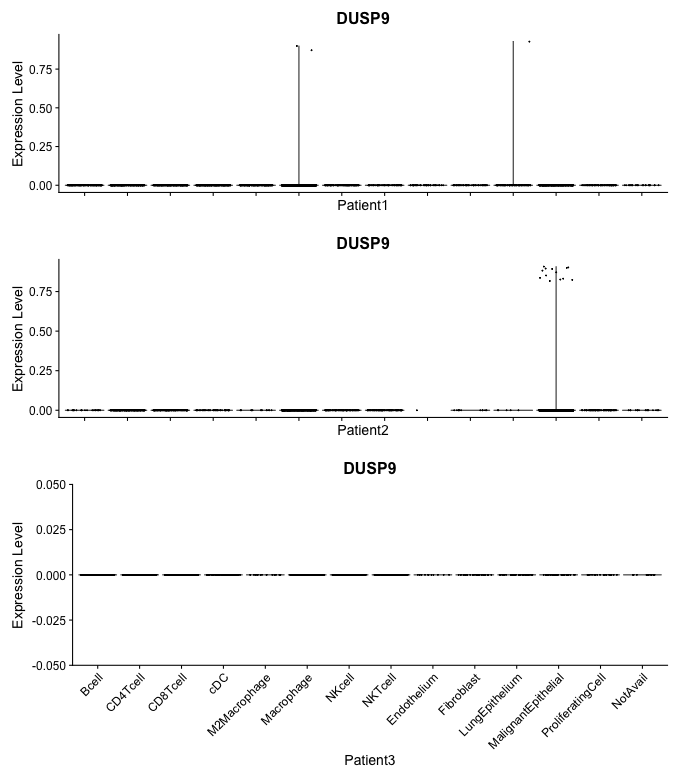 DUSP9
Expression Level
0.75
0.50
0.25
0.00
Patient1
DUSP9
Expression Level
0.75
0.50
0.25
0.00
Patient2
DUSP9
Expression Level
0.050
0.025
0.000
-0.025
-0.050
Bcell
CD4Tcell
CD8Tcell
cDC
M2Macrophage
Macrophage
NKcell
NKTcell
Endothelium
Fibroblast
LungEpithelium
MalignantEpithelial
ProliferatingCell
NotAvail
Patient3